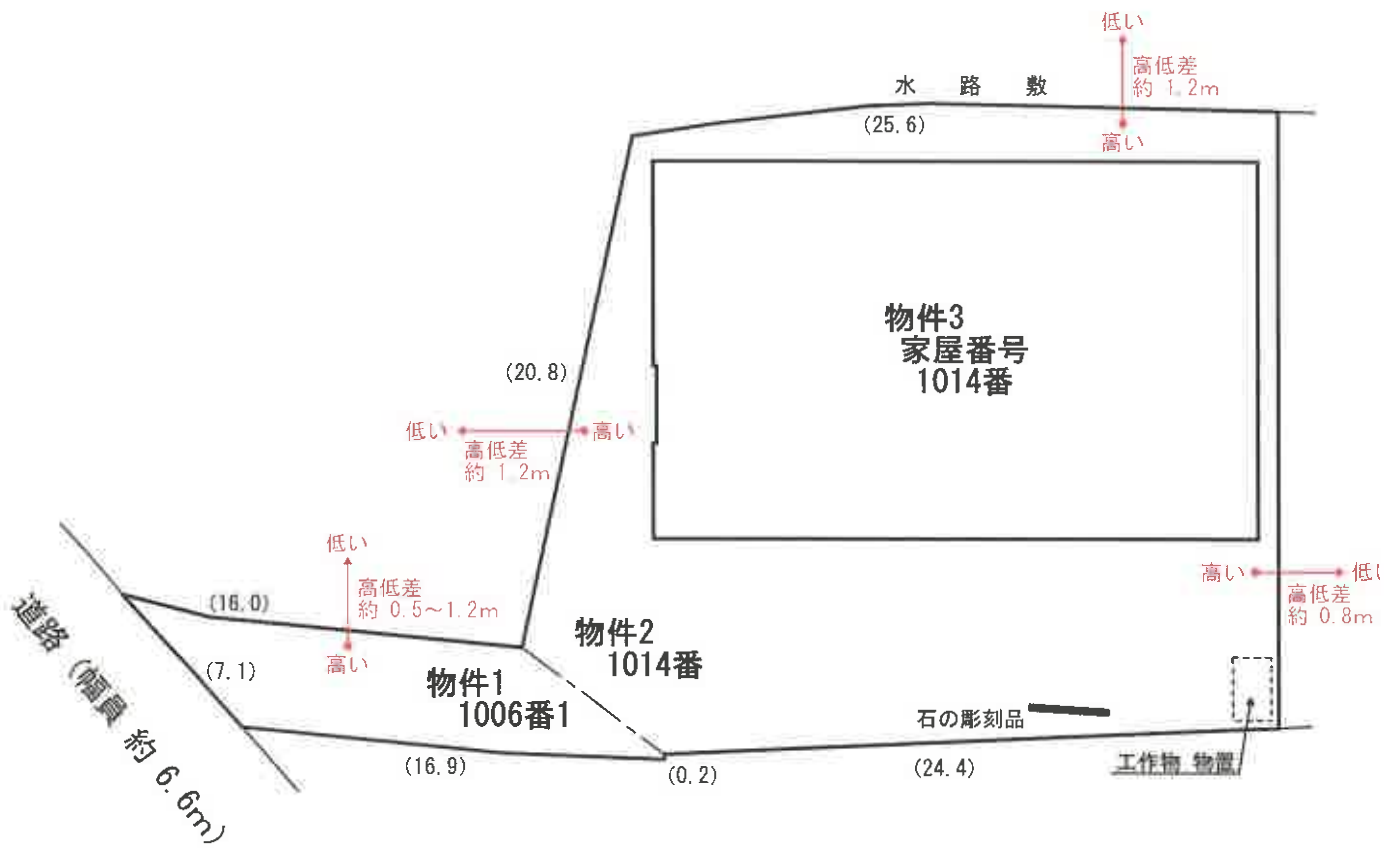 低い
高低差
約 1.2m
高い
水 路 敷
(25.6)
物件3
家屋番号
1014番
(20.8)
低い
高い
高低差
約 1.2m
低い
高低差
約 0.5～1.2m
高い
高い
低い
高低差
約 0.8m
(16.0)
(7.1)
道路 (幅員 約 6.6m)
物件1
1006番1
物件2
1014番
石の彫刻品
(16.9)
(0.2)
(24.4)
工作物 物置